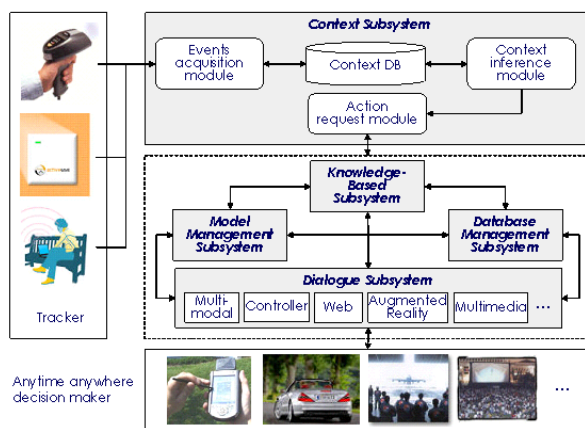 Context Subsystem
Events
acquisition module
Context DB
Context
inference module
Action
request module
Knowledge-
Based
Subsystem
Model
Management
Subsystem
Database
Management
Subsystem
Dialogue Subsystem
Multi-
modal
Controller
Web
Augmented
Reality
Multimedia
...
Tracker
Anytime anywhere
decision maker
...